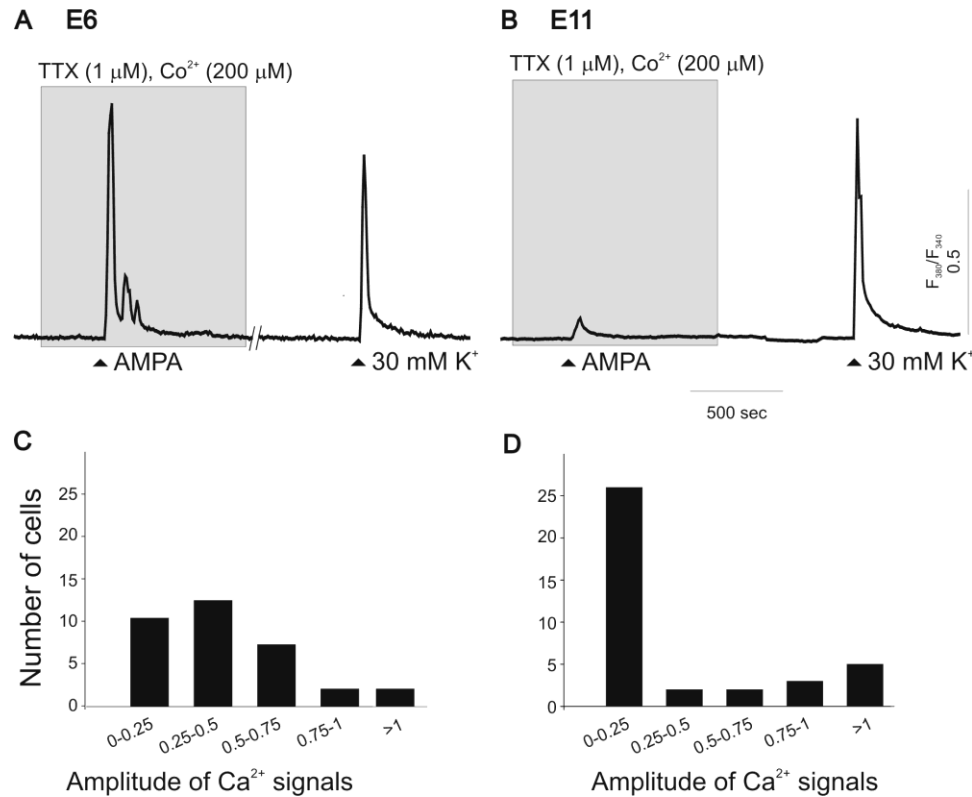 A E6
TTX (1 μM), Co²⁺ (200 μM)
AMPA
30 mM K⁺
B E11
TTX (1 μM), Co²⁺ (200 μM)
AMPA
30 mM K⁺
F₃₈₀/F₃₄₀
0.5
500 sec
C
Number of cells
25
20
15
10
5
0
0-0.25
0.25-0.5
0.5-0.75
0.75-1
>1
Amplitude of Ca²⁺ signals
D
25
20
15
10
5
0
0-0.25
0.25-0.5
0.5-0.75
0.75-1
>1
Amplitude of Ca²⁺ signals